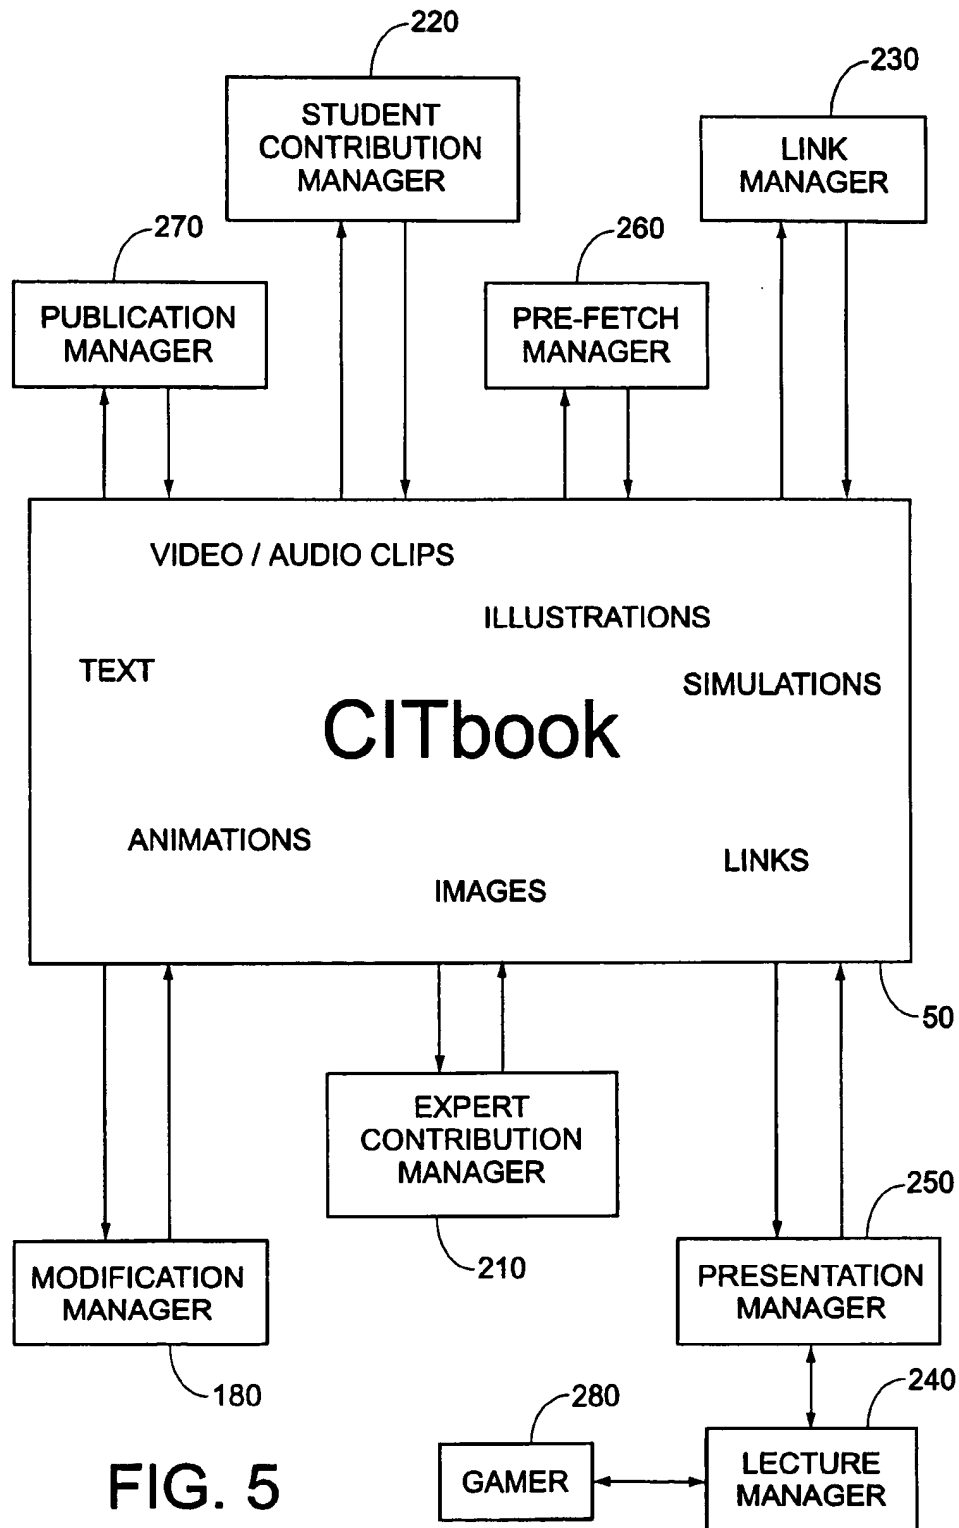 220
STUDENT
CONTRIBUTION
MANAGER
230
LINK
MANAGER
270
PUBLICATION
MANAGER
260
PRE-FETCH
MANAGER
VIDEO / AUDIO CLIPS
ILLUSTRATIONS
TEXT
SIMULATIONS
CITbook
ANIMATIONS
LINKS
IMAGES
50
EXPERT
CONTRIBUTION
MANAGER
210
250
MODIFICATION
MANAGER
180
PRESENTATION
MANAGER
240
280
GAMER
LECTURE
MANAGER
FIG. 5